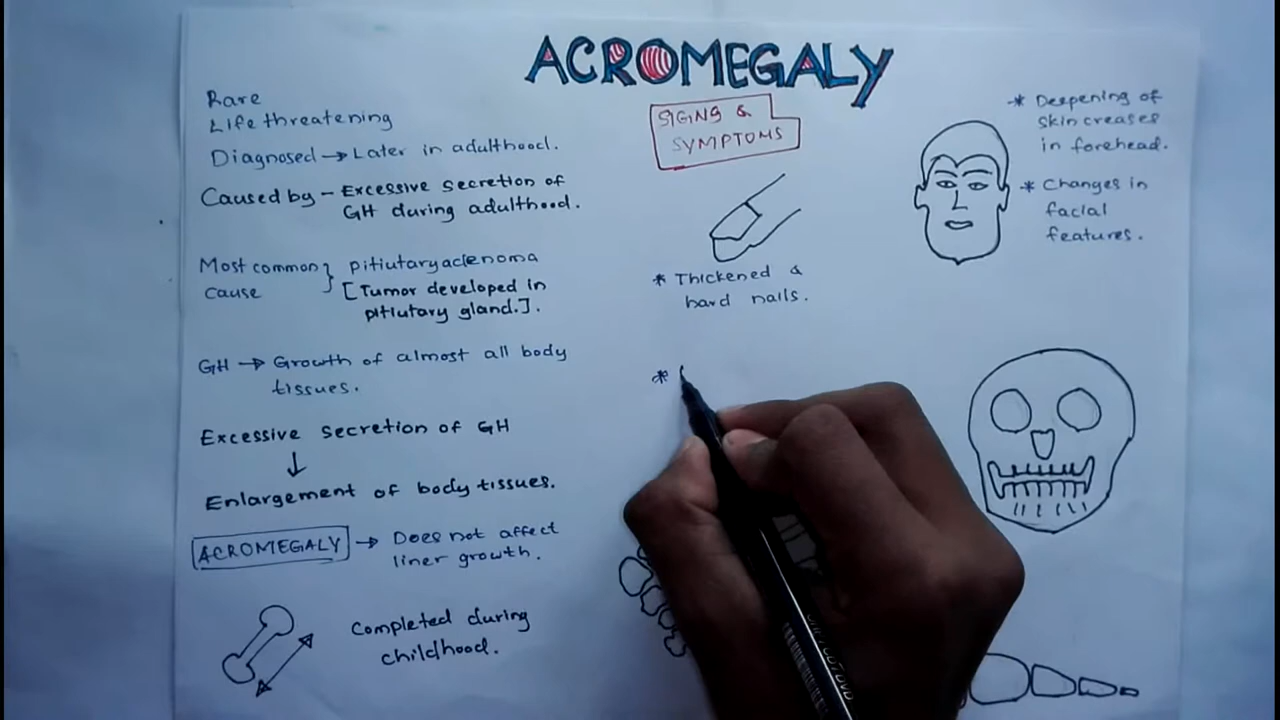 ACROMEGALY
Rare
Life threatening
Diagnosed → Later in adulthood.
Caused by - Excessive secretion of
GH during adulthood.
Most common
cause
pitiutary adenoma
[Tumor developed in
pitiutary gland.].
GH → Growth of almost all body
tissues.
Excessive secretion of GH
↓
Enlargement of body tissues.
ACROMEGALY → Does not affect
liner growth.
Completed during
childhood.
SIGNS &
SYMPTOMS
* Thickened &
hard nails.
*
* Deepening of
skin creases
in forehead.
* Changes in
facial
features.